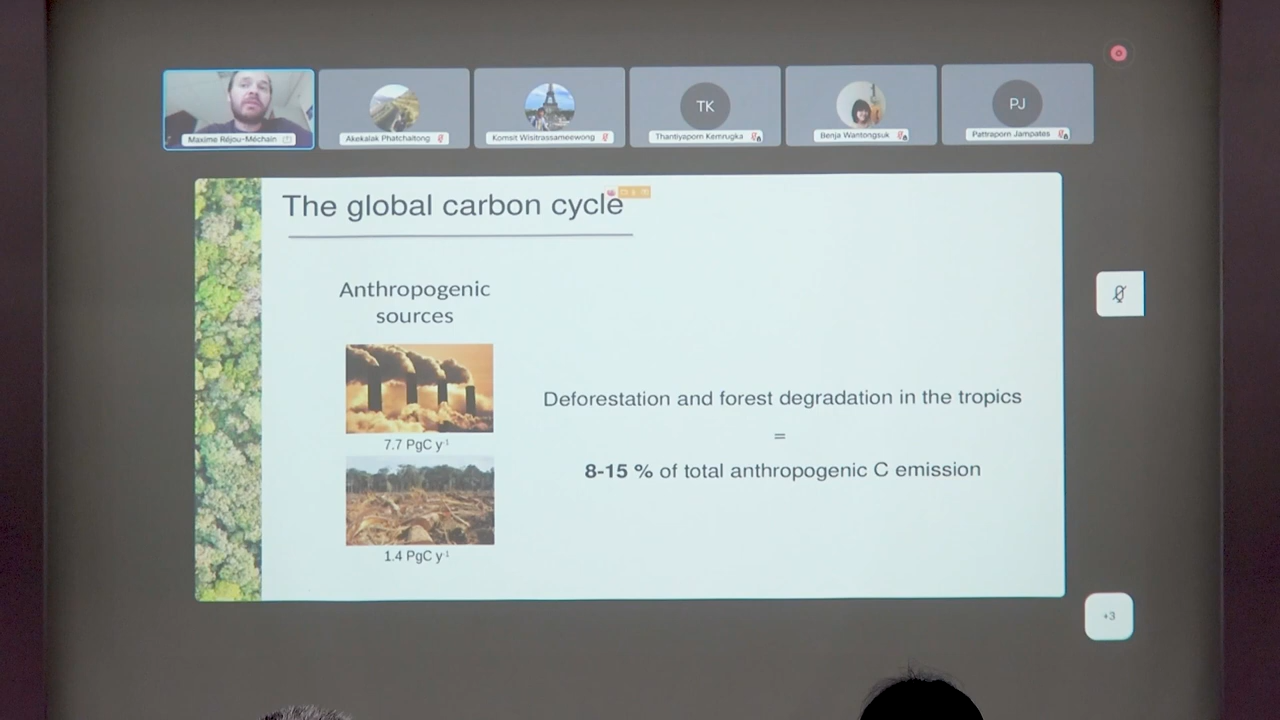 Maxime Réjou-Méchain
Akekalak Phatchaitong
Komsit Wisitrassameewong
TK
Thantiyaporn Kemrugka
Benja Wantongsuk
PJ
Pattraporn Jampates
The global carbon cycle
Anthropogenic
sources
7.7 PgC y-1
1.4 PgC y-1
Deforestation and forest degradation in the tropics
=
8-15 % of total anthropogenic C emission
+3